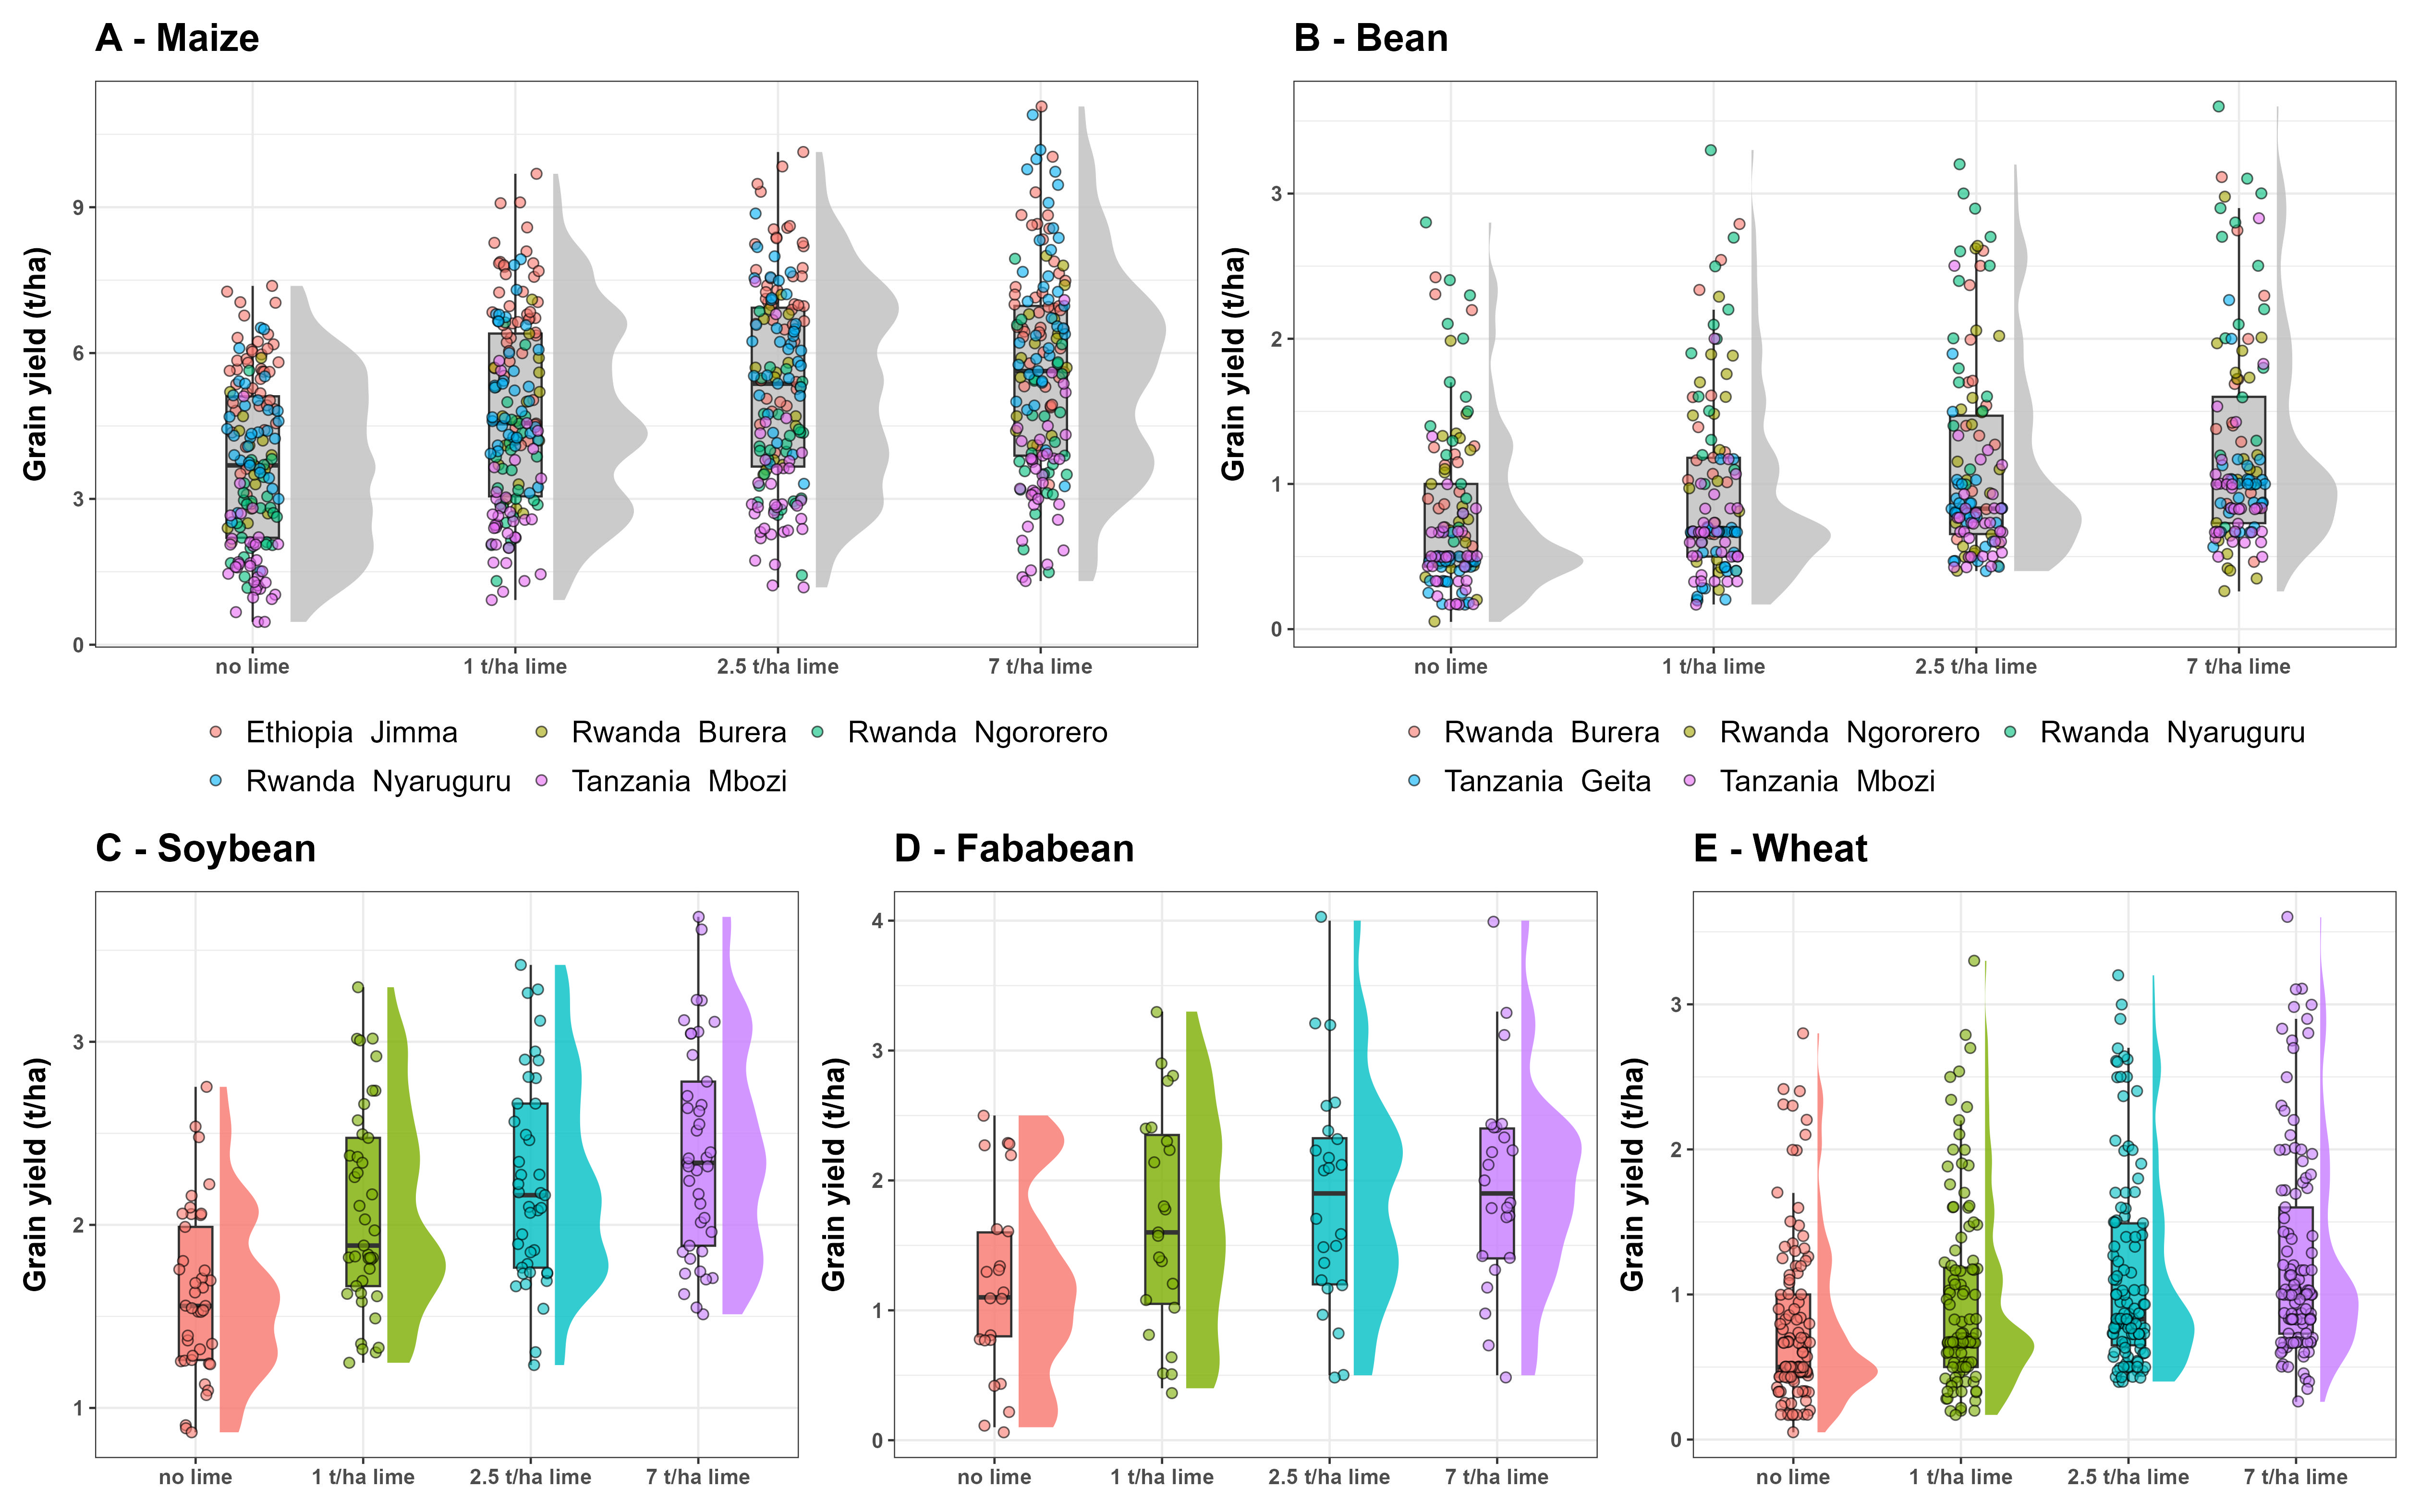 A - Maize
Grain yield (t/ha)
9
6
3
0
no lime 1 t/ha lime 2.5 t/ha lime 7 t/ha lime
Ethiopia Jimma Rwanda Burera Rwanda Ngororero
Rwanda Nyaruguru Tanzania Mbozi
B - Bean
Grain yield (t/ha)
3
2
1
0
no lime 1 t/ha lime 2.5 t/ha lime 7 t/ha lime
Rwanda Burera Rwanda Ngororero Rwanda Nyaruguru
Tanzania Geita Tanzania Mbozi
C - Soybean
Grain yield (t/ha)
3
2
1
no lime 1 t/ha lime 2.5 t/ha lime 7 t/ha lime
D - Fababean
Grain yield (t/ha)
4
3
2
1
0
no lime 1 t/ha lime 2.5 t/ha lime 7 t/ha lime
E - Wheat
Grain yield (t/ha)
3
2
1
0
no lime 1 t/ha lime 2.5 t/ha lime 7 t/ha lime